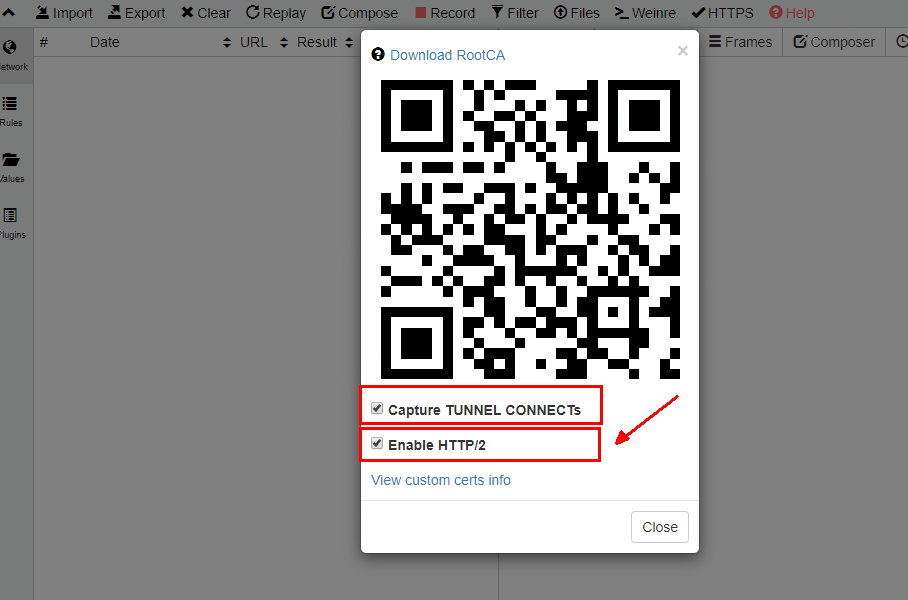 Import Export Clear Replay Compose Record Filter Files Weinre HTTPS Help
# Date URL Result Frames Composer
Network
Rules
Values
Plugins
Download RootCA ×
Capture TUNNEL CONNECTs
Enable HTTP/2
View custom certs info
Close